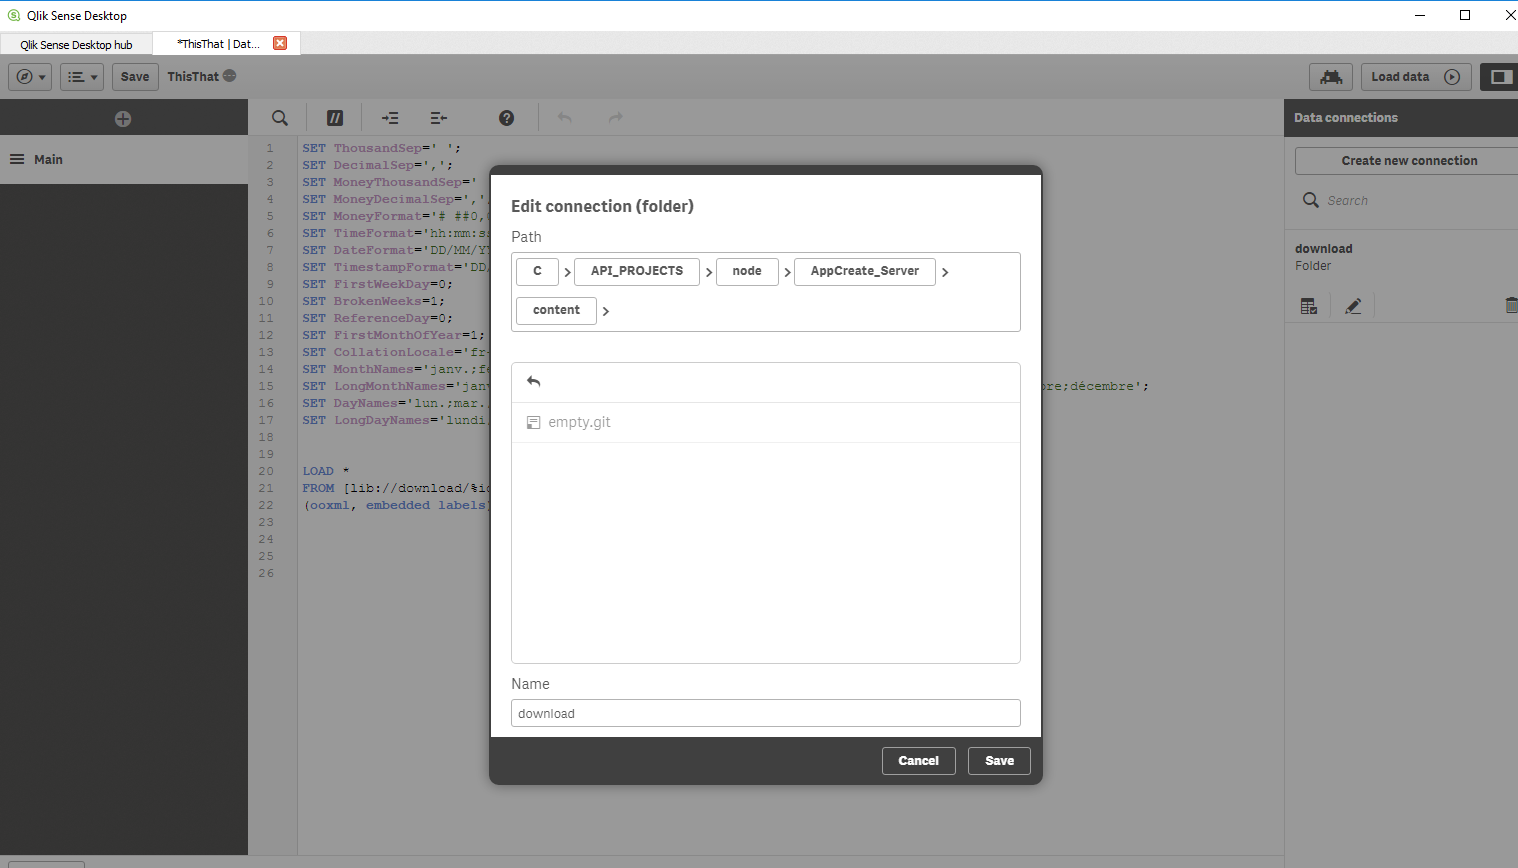 Qlik Sense Desktop
Qlik Sense Desktop hub
*ThisThat | Dat...
Save
ThisThat
Load data
Main
Data connections
Create new connection
Search
download
Folder
1 SET ThousandSep=' ';
2 SET DecimalSep=',';
3 SET MoneyThousandSep='
4 SET MoneyDecimalSep=','
5 SET MoneyFormat='# ##0,
6 SET TimeFormat='hh:mm:s
7 SET DateFormat='DD/MM/Y
8 SET TimestampFormat='DD
9 SET FirstWeekDay=0;
10 SET BrokenWeeks=1;
11 SET ReferenceDay=0;
12 SET FirstMonthOfYear=1;
13 SET CollationLocale='fr
14 SET MonthNames='janv.;f
15 SET LongMonthNames='janv re;décembre';
16 SET DayNames='lun.;mar.
17 SET LongDayNames='lundi
18
19
20 LOAD *
21 FROM [lib://download/%i
22 (ooxml, embedded labels
23
24
25
26
Edit connection (folder)
Path
C > API_PROJECTS > node > AppCreate_Server >
content >
empty.git
Name
download
Cancel
Save